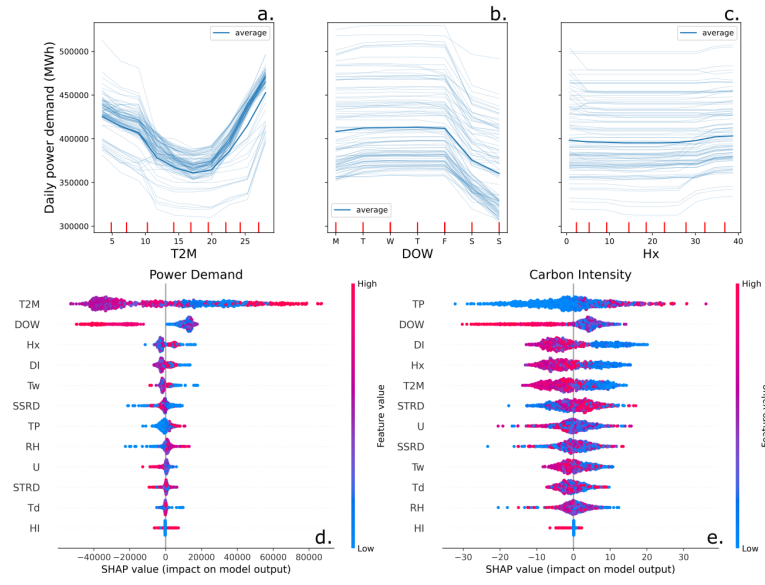 a.
b.
c.
average
average
average
Daily power demand (MWh)
500000
450000
400000
350000
300000
5 10 15 20 25
M T W T F S S
0 10 20 30 40
T2M
DOW
Hx
Power Demand
T2M
DOW
Hx
DI
Tw
SSRD
TP
RH
U
STRD
Td
HI
−40000 −20000 0 20000 40000 60000 80000
SHAP value (impact on model output)
High
Feature value
Low
d.
Carbon Intensity
TP
DOW
DI
Hx
T2M
STRD
U
SSRD
Tw
Td
RH
HI
−30 −20 −10 0 10 20 30
SHAP value (impact on model output)
High
Feature value
Low
e.